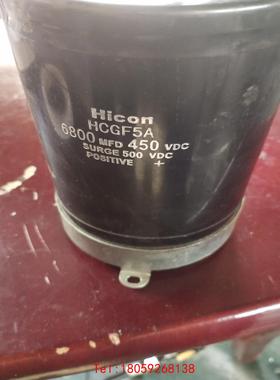 Hicon
HCGF5A
6800 MFD 450 VDC
SURGE 500 VDC
POSITIVE +
Tel:18059268138